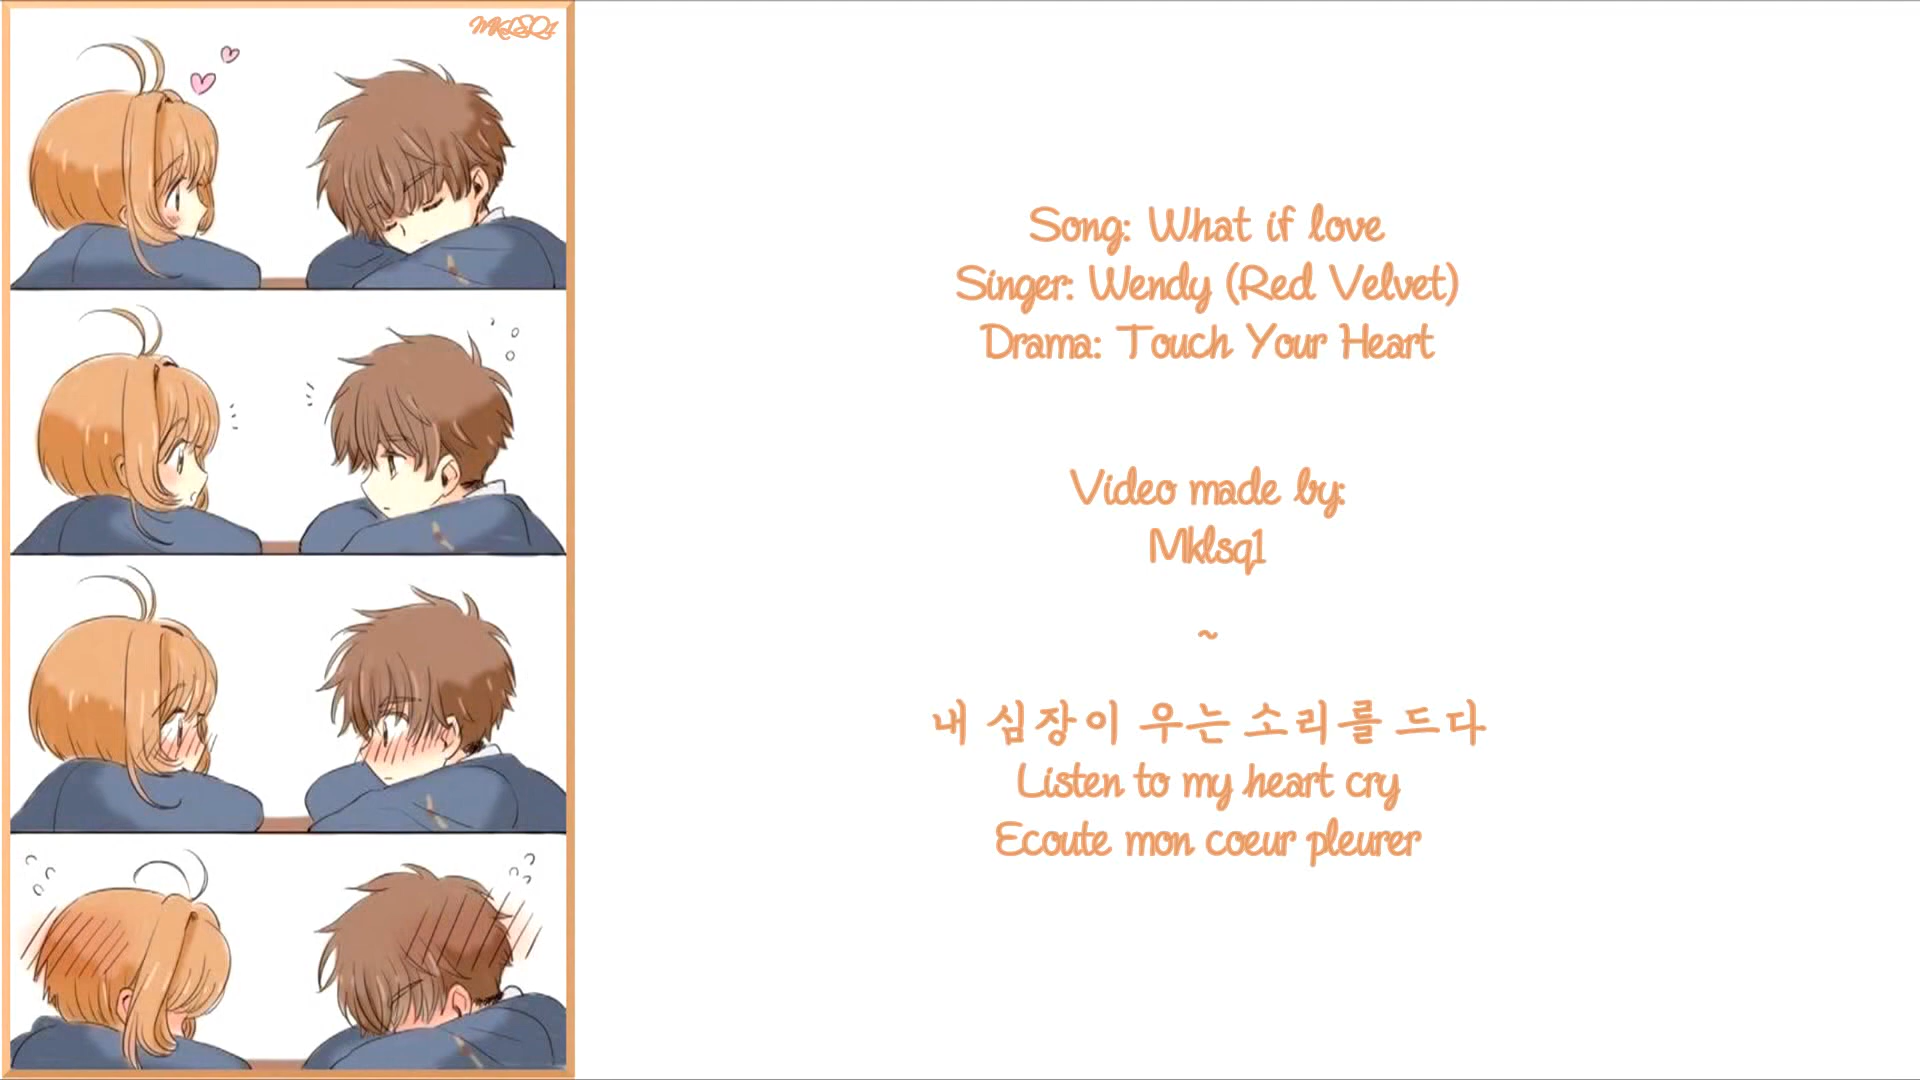 MKLSQ1
Song: What if love
Singer: Wendy (Red Velvet)
Drama: Touch Your Heart
Video made by:
Mklsq1
~
내 심장이 우는 소리를 드다
Listen to my heart cry
Ecoute mon coeur pleurer